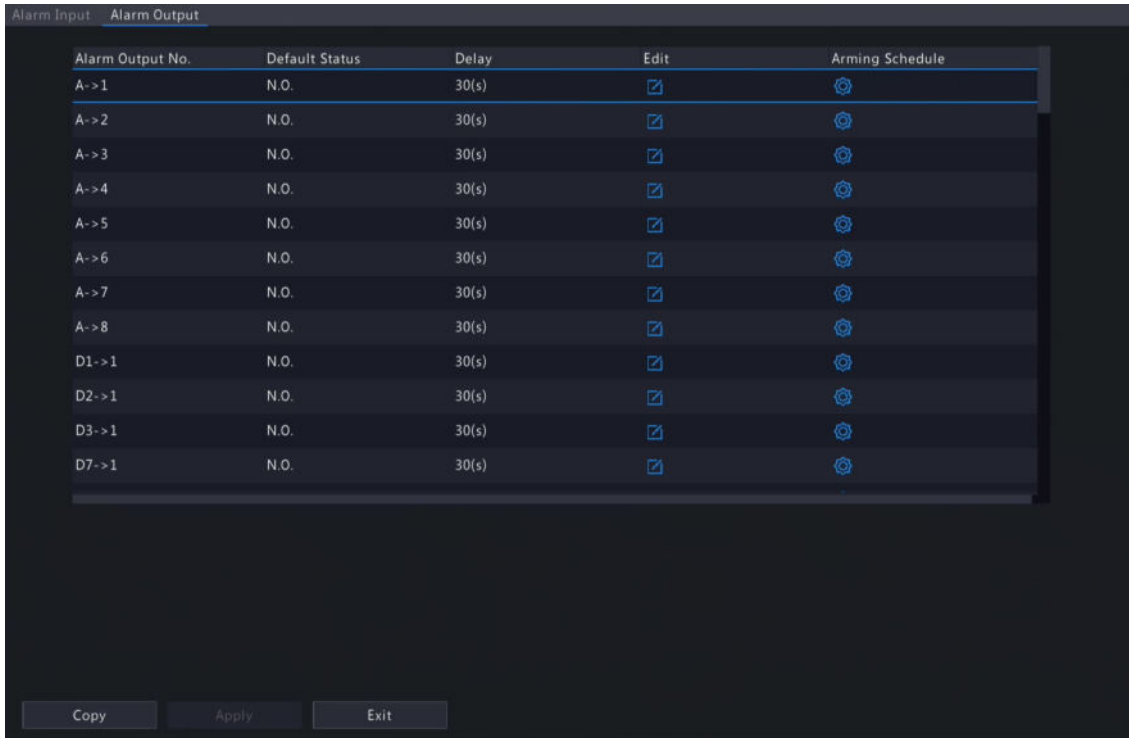 Alarm Input Alarm Output
Alarm Output No. Default Status Delay Edit Arming Schedule
A->1 N.O. 30(s)
A->2 N.O. 30(s)
A->3 N.O. 30(s)
A->4 N.O. 30(s)
A->5 N.O. 30(s)
A->6 N.O. 30(s)
A->7 N.O. 30(s)
A->8 N.O. 30(s)
D1->1 N.O. 30(s)
D2->1 N.O. 30(s)
D3->1 N.O. 30(s)
D7->1 N.O. 30(s)
Copy Apply Exit